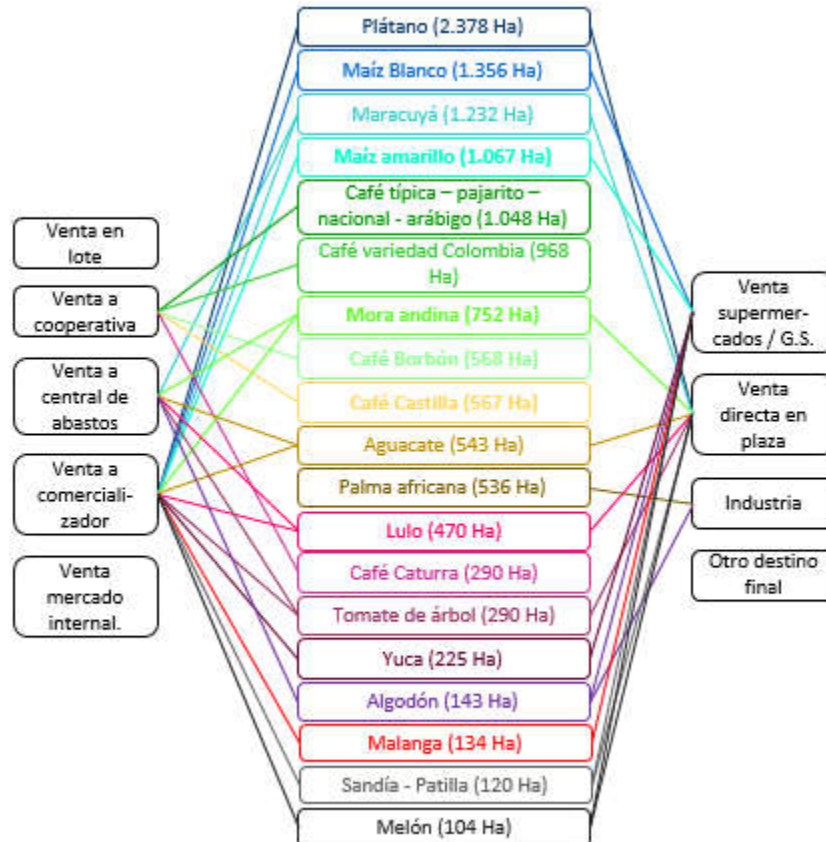 Plátano (2.378 Ha)
Maíz Blanco (1.356 Ha)
Maracuyá (1.232 Ha)
Maíz amarillo (1.067 Ha)
Café típica – pajarito –
nacional - arábigo (1.048 Ha)
Café variedad Colombia (968
Ha)
Mora andina (752 Ha)
Café Borbón (568 Ha)
Café Castilla (567 Ha)
Aguacate (543 Ha)
Palma africana (536 Ha)
Lulo (470 Ha)
Café Caturra (290 Ha)
Tomate de árbol (290 Ha)
Yuca (225 Ha)
Algodón (143 Ha)
Malanga (134 Ha)
Sandía - Patilla (120 Ha)
Melón (104 Ha)
Venta en
lote
Venta a
cooperativa
Venta a
central de
abastos
Venta a
comerciali-
zador
Venta
mercado
internal.
Venta
supermer-
cados / G.S.
Venta
directa en
plaza
Industria
Otro destino
final